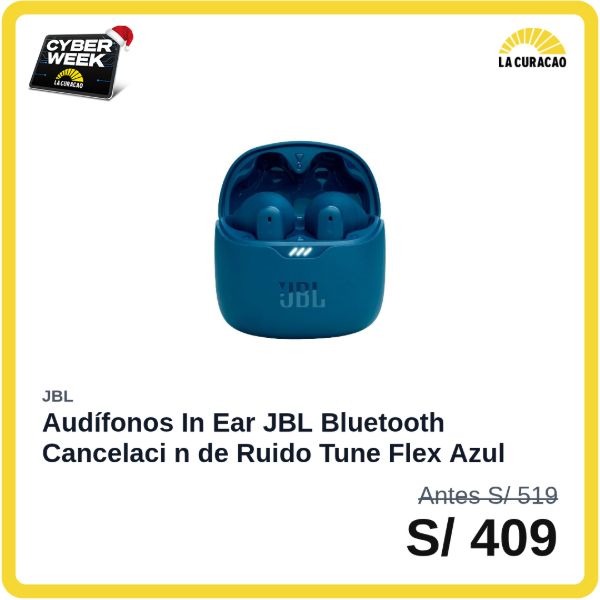 CYBER
WEEK
LA CURACAO
LA CURACAO
JBL
JBL
Audífonos In Ear JBL Bluetooth
Cancelaci n de Ruido Tune Flex Azul
Antes S/ 519
S/ 409